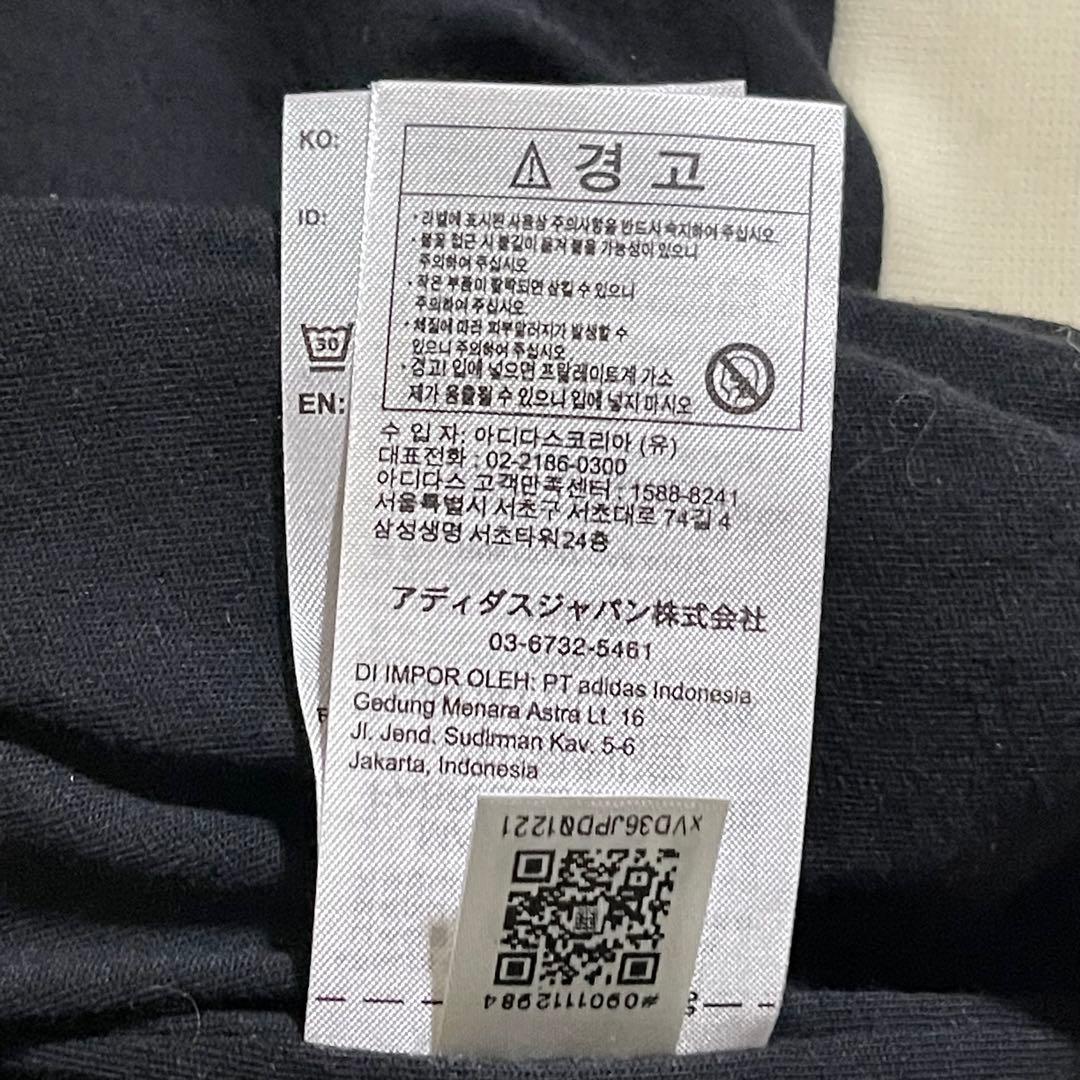 KO:
ID:
30
EN:
경 고
· 라벨에 표시된 사용상 주의사항을 반드시 숙지하여 주십시오.
· 불꽃 접근 시 불길이 옮겨 붙을 가능성이 있으니
주의하여 주십시오
· 작은 부품이 탈락되면 삼킬 수 있으니
주의하여 주십시오.
· 체질에 따라 피부알러지가 발생할 수
있으니 주의하여 주십시오
· 경고! 입에 넣으면 프탈레이트계 가소
제가 용출될 수 있으니 입에 넣지 마시오
수 입 자: 아디다스코리아 (유)
대표전화 : 02-2186-0300
아디다스 고객만족센터 : 1588-8241
서울특별시 서초구 서초대로 74길 4
삼성생명 서초타워24층
アディダスジャパン株式会社
03-6732-5461
DI IMPOR OLEH: PT adidas Indonesia
Gedung Menara Astra Lt. 16
Jl. Jend. Sudirman Kav. 5-6
Jakarta, Indonesia
#0901112984
xVD36JPDQ1221